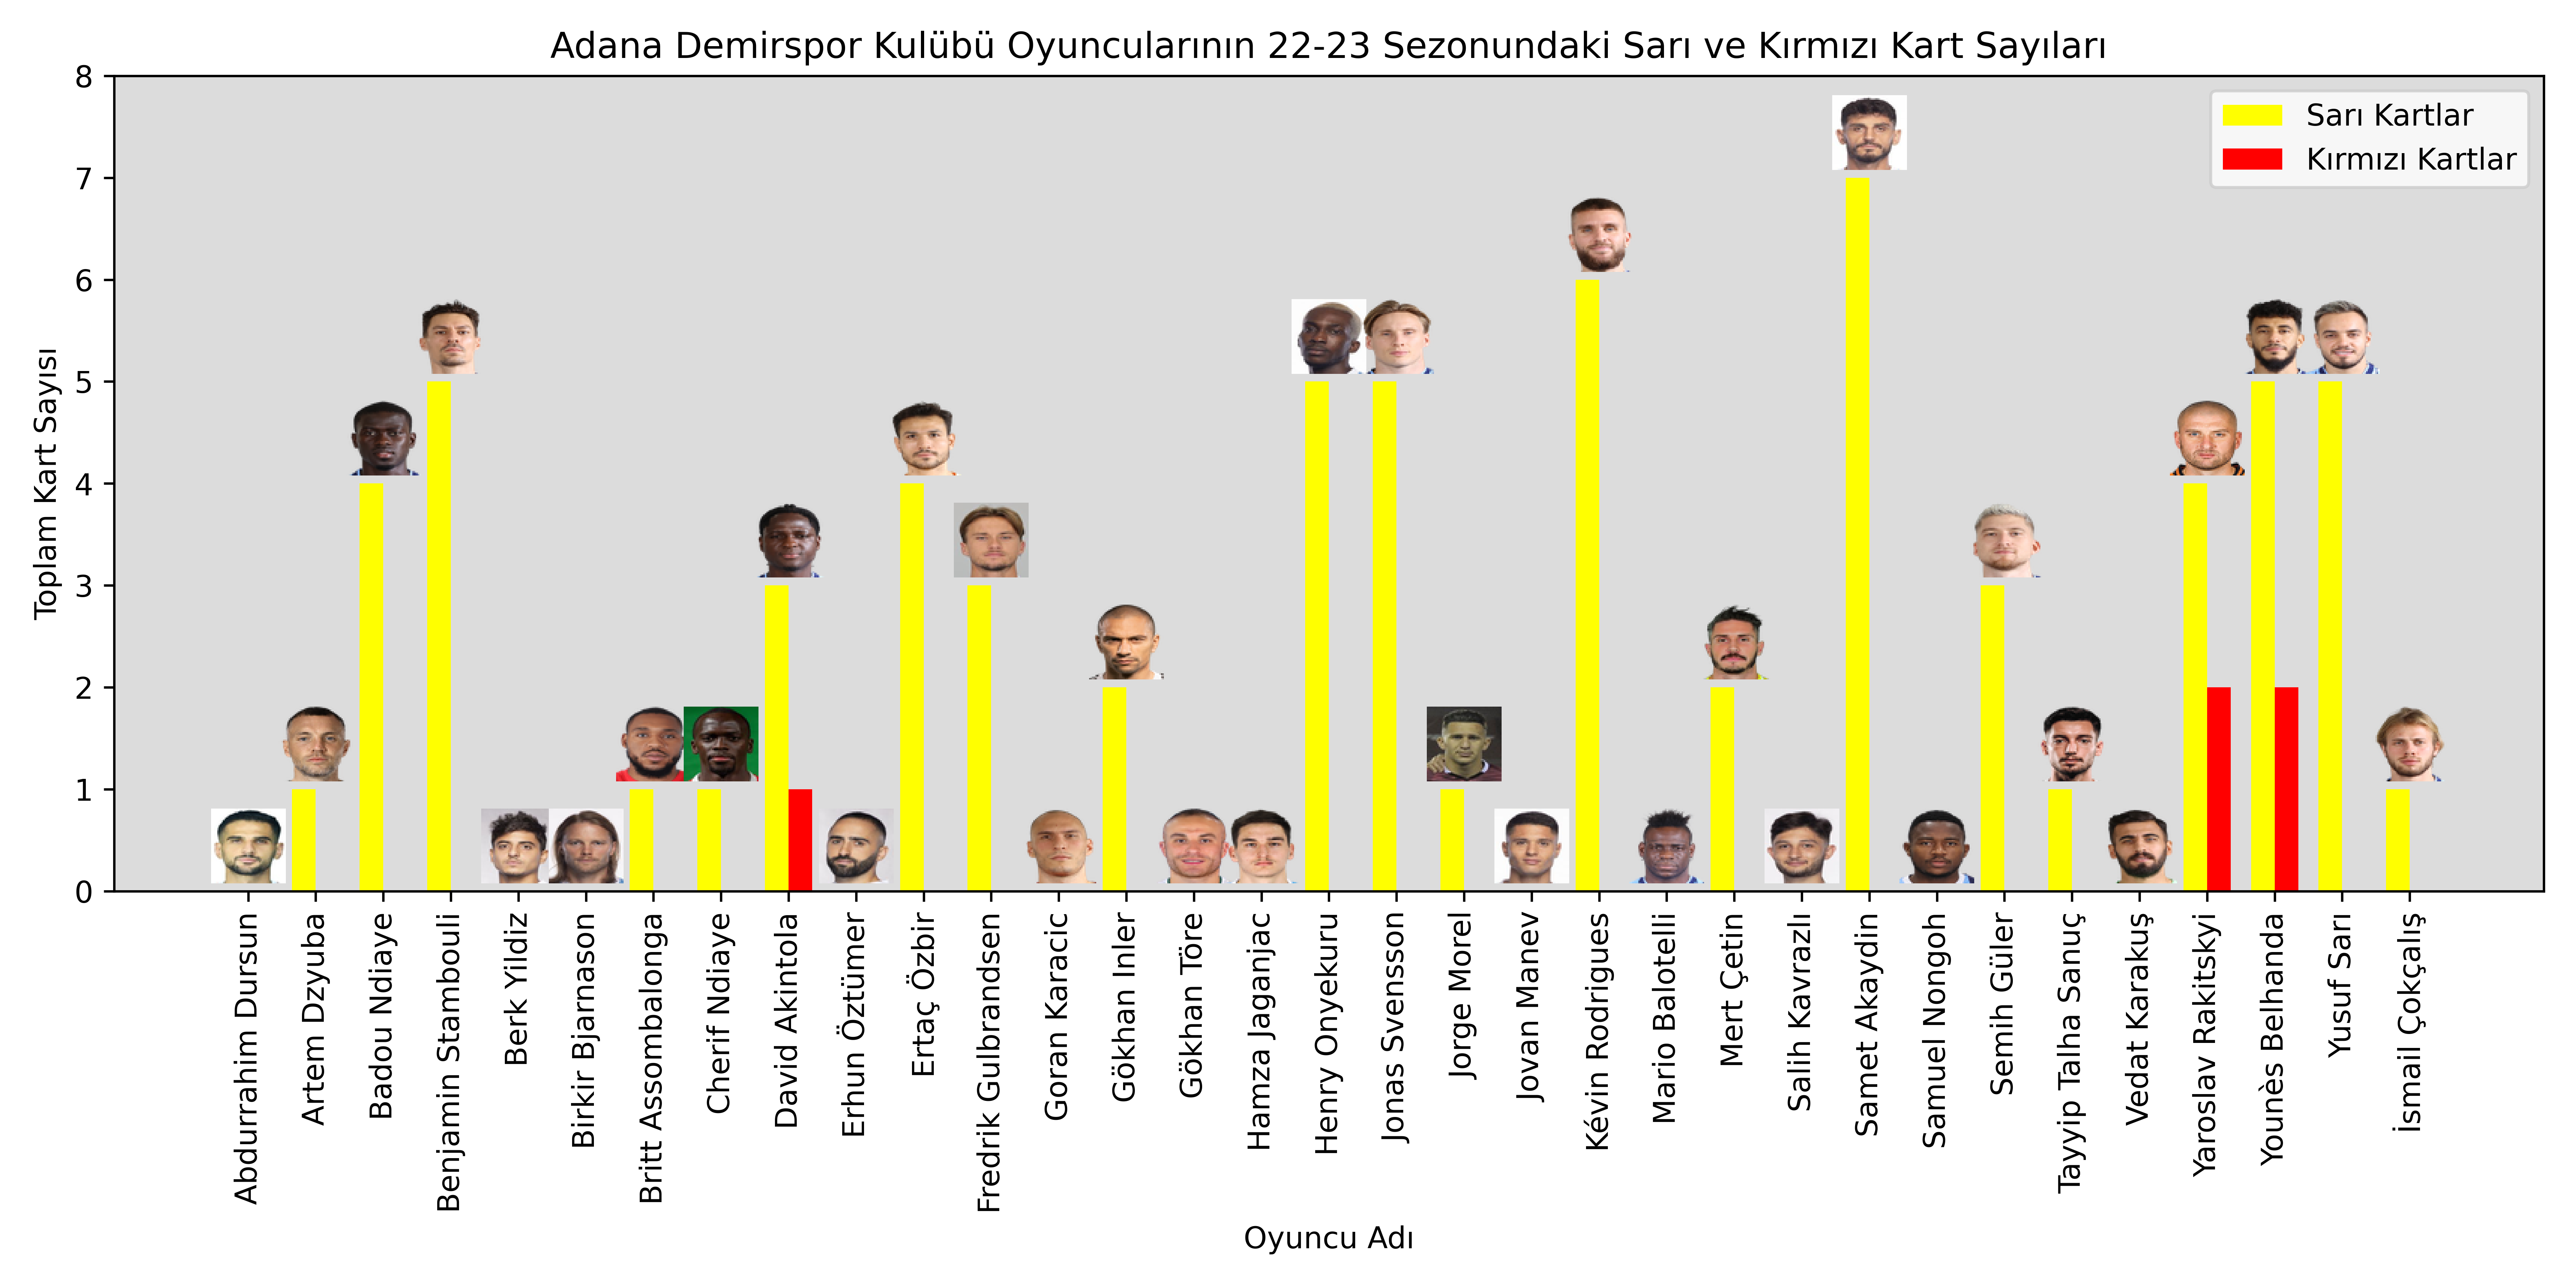 Adana Demirspor Kulübü Oyuncularının 22-23 Sezonundaki Sarı ve Kırmızı Kart Sayıları
Sarı Kartlar
Kırmızı Kartlar
Toplam Kart Sayısı
8
7
6
5
4
3
2
1
0
Abdurrahim Dursun
Artem Dzyuba
Badou Ndiaye
Benjamin Stambouli
Berk Yildiz
Birkir Bjarnason
Britt Assombalonga
Cherif Ndiaye
David Akintola
Erhun Öztümer
Ertaç Özbir
Fredrik Gulbrandsen
Goran Karacic
Gökhan Inler
Gökhan Töre
Hamza Jaganjac
Henry Onyekuru
Jonas Svensson
Jorge Morel
Jovan Manev
Kévin Rodrigues
Mario Balotelli
Mert Çetin
Salih Kavrazlı
Samet Akaydin
Samuel Nongoh
Semih Güler
Tayyip Talha Sanuç
Vedat Karakuş
Yaroslav Rakitskyi
Younès Belhanda
Yusuf Sarı
İsmail Çokçalış
Oyuncu Adı